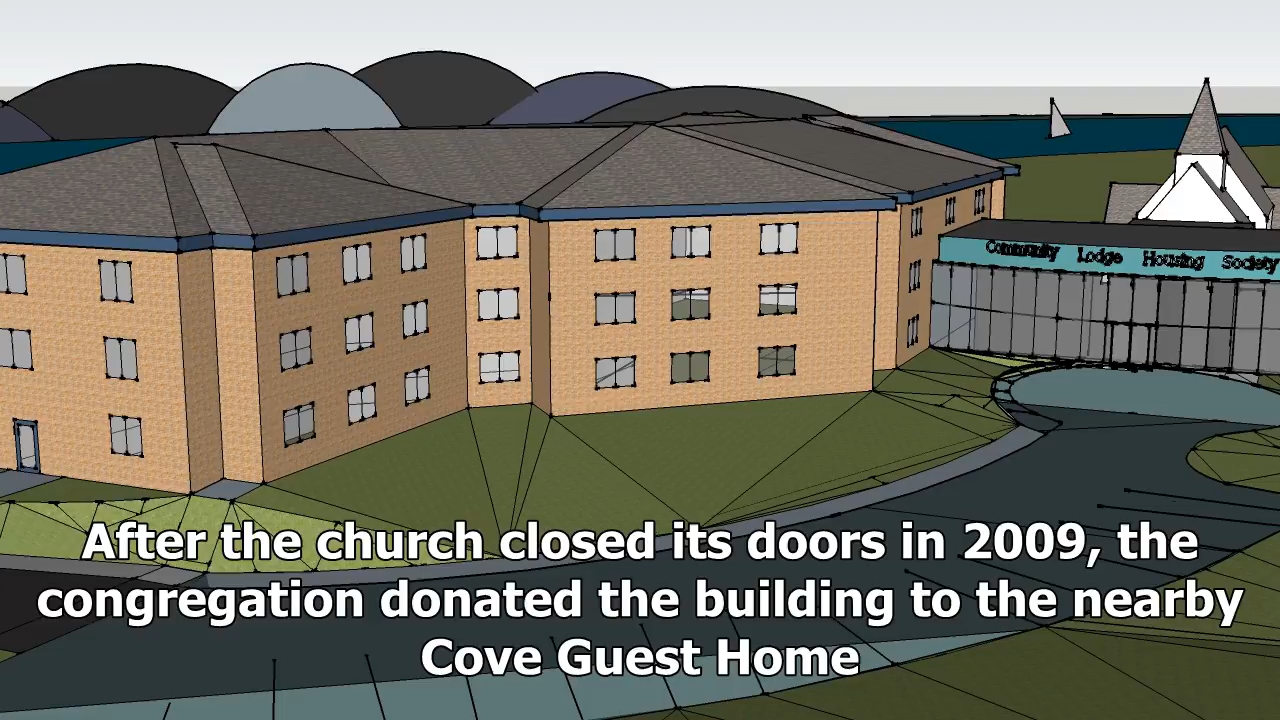 Community Lodge Housing Society
After the church closed its doors in 2009, the
congregation donated the building to the nearby
Cove Guest Home